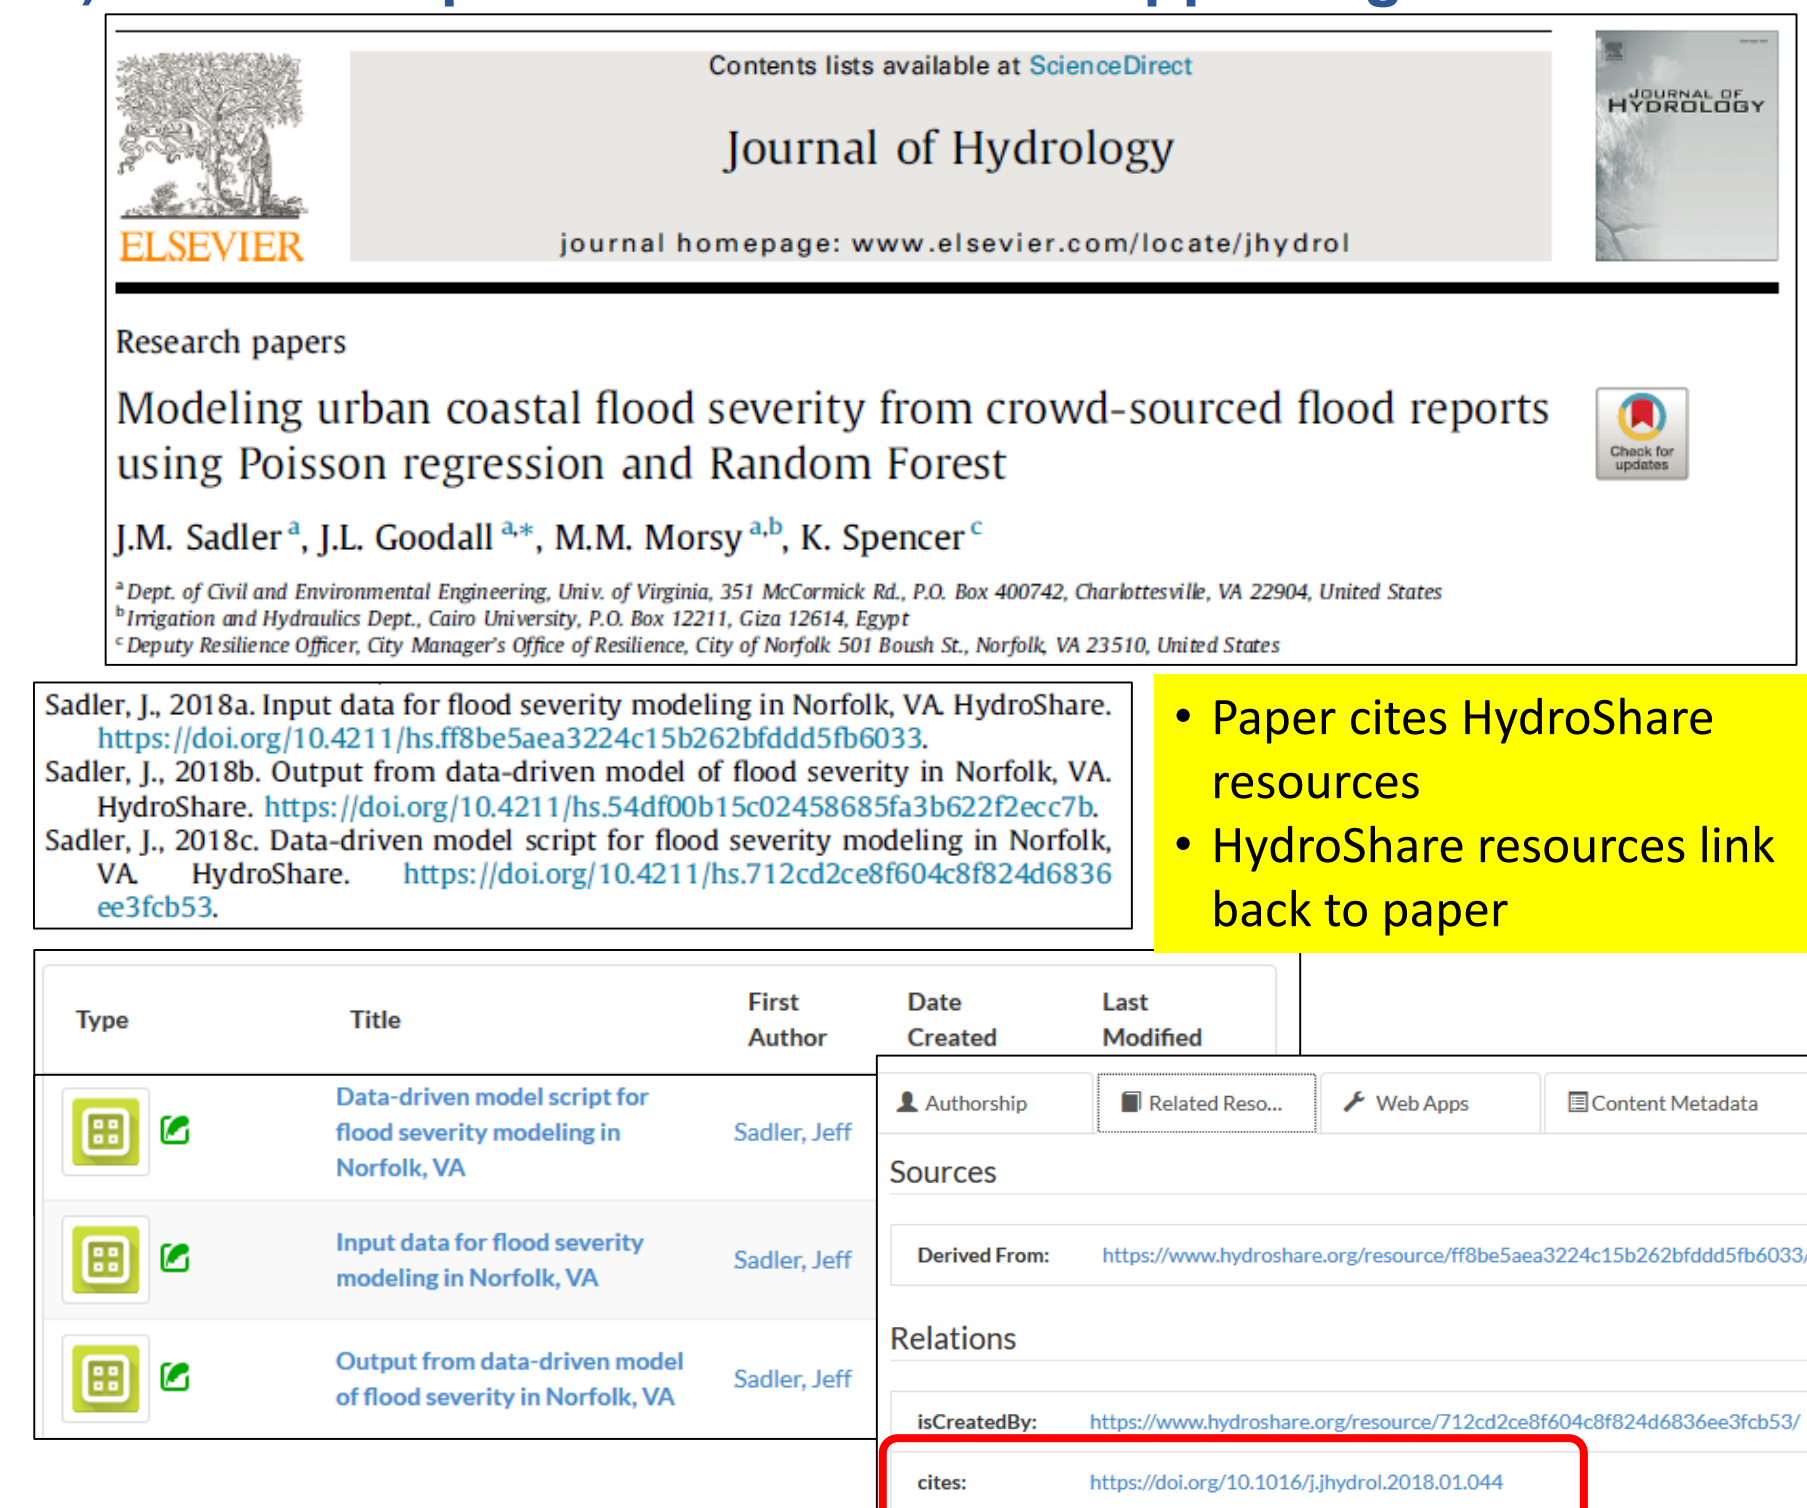 Contents lists available at ScienceDirect
Journal of Hydrology
journal homepage: www.elsevier.com/locate/jhydrol
ELSEVIER
JOURNAL OF
HYDROLOGY
Research papers
Modeling urban coastal flood severity from crowd-sourced flood reports
using Poisson regression and Random Forest
Check for
updates
J.M. Sadler a, J.L. Goodall a,*, M.M. Morsy a,b, K. Spencer c
a Dept. of Civil and Environmental Engineering, Univ. of Virginia, 351 McCormick Rd., P.O. Box 400742, Charlottesville, VA 22904, United States
b Irrigation and Hydraulics Dept., Cairo University, P.O. Box 12211, Giza 12614, Egypt
c Deputy Resilience Officer, City Manager's Office of Resilience, City of Norfolk 501 Boush St., Norfolk, VA 23510, United States
Sadler, J., 2018a. Input data for flood severity modeling in Norfolk, VA. HydroShare.
https://doi.org/10.4211/hs.ff8be5aea3224c15b262bfddd5fb6033.
Sadler, J., 2018b. Output from data-driven model of flood severity in Norfolk, VA.
HydroShare. https://doi.org/10.4211/hs.54df00b15c02458685fa3b622f2ecc7b.
Sadler, J., 2018c. Data-driven model script for flood severity modeling in Norfolk,
VA. HydroShare. https://doi.org/10.4211/hs.712cd2ce8f604c8f824d6836
ee3fcb53.
• Paper cites HydroShare
resources
• HydroShare resources link
back to paper
Type Title First Author Date Created Last Modified
Data-driven model script for
flood severity modeling in
Norfolk, VA
Sadler, Jeff
Input data for flood severity
modeling in Norfolk, VA
Sadler, Jeff
Output from data-driven model
of flood severity in Norfolk, VA
Sadler, Jeff
Authorship Related Reso... Web Apps Content Metadata
Sources
Derived From: https://www.hydroshare.org/resource/ff8be5aea3224c15b262bfddd5fb6033/
Relations
isCreatedBy: https://www.hydroshare.org/resource/712cd2ce8f604c8f824d6836ee3fcb53/
cites: https://doi.org/10.1016/j.jhydrol.2018.01.044